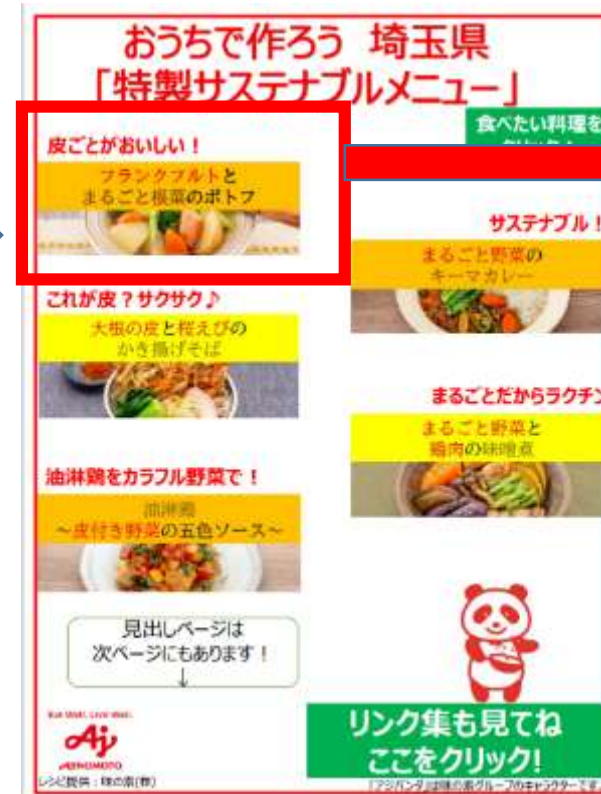 おうちで作ろう 埼玉県
「特製サステナブルメニュー」
食べたい料理を
皮ごとがおいしい!
フランクフルトと
まるごと根菜のポトフ
サステナブル!
まるごと野菜の
キーマカレー
これが皮?サクサク♪
大根の皮と桜えびの
かき揚げそば
まるごとだからラクチン
まるごと野菜と
鶏肉の味噌煮
油淋鶏をカラフル野菜で!
油淋鶏
~皮付き野菜の五色ソース~
見出しページは
次ページにもあります!
↓
Eat Well, Live Well.
AJINOMOTO
レシピ提供:味の素(株)
リンク集も見てね
ここをクリック!
「アジパンダ」は味の素グループのキャラクターです。